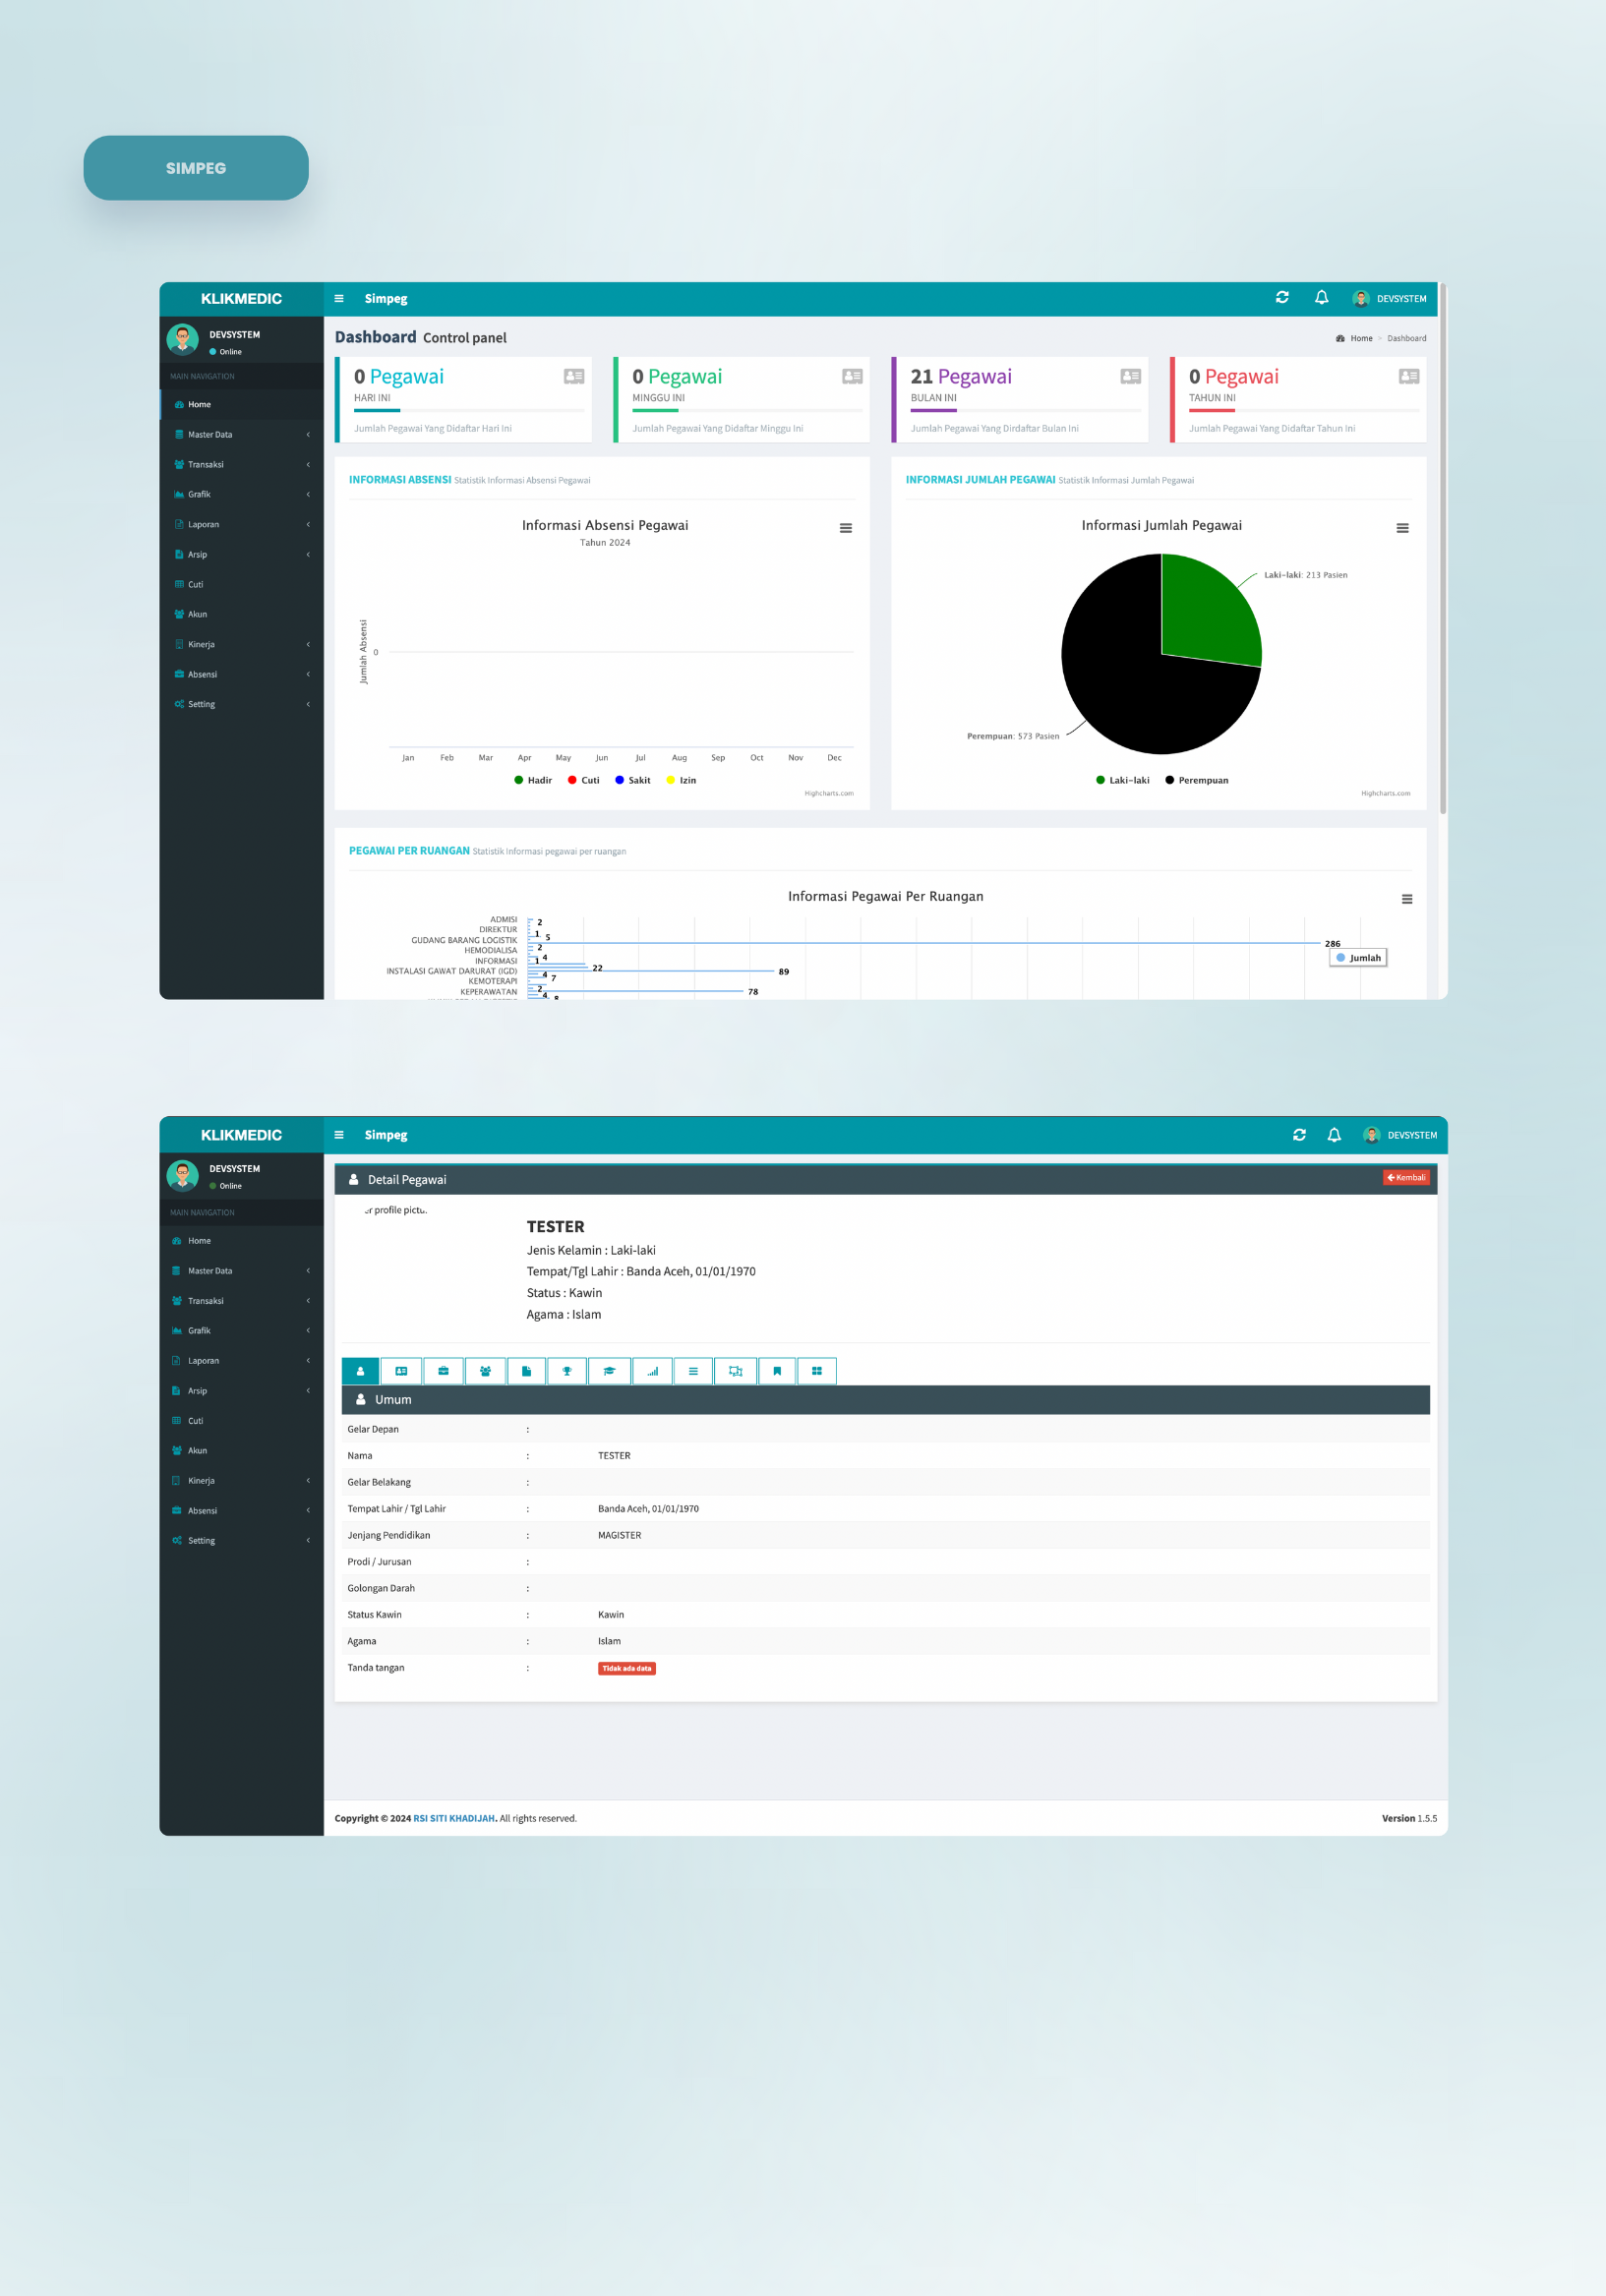 SIMPEG
KLIKMEDIC
Simpeg
DEVSYSTEM
DEVSYSTEM
Online
MAIN NAVIGATION
Home
Master Data
Transaksi
Grafik
Laporan
Arsip
Cuti
Akun
Kinerja
Absensi
Setting
Dashboard Control panel
Home > Dashboard
0 Pegawai
HARI INI
Jumlah Pegawai Yang Didaftar Hari Ini
0 Pegawai
MINGGU INI
Jumlah Pegawai Yang Didaftar Minggu Ini
21 Pegawai
BULAN INI
Jumlah Pegawai Yang Dirdaftar Bulan Ini
0 Pegawai
TAHUN INI
Jumlah Pegawai Yang Didaftar Tahun Ini
INFORMASI ABSENSI Statistik Informasi Absensi Pegawai
Informasi Absensi Pegawai
Tahun 2024
Jumlah Absensi
0
Jan Feb Mar Apr May Jun Jul Aug Sep Oct Nov Dec
Hadir Cuti Sakit Izin
Highcharts.com
INFORMASI JUMLAH PEGAWAI Statistik Informasi Jumlah Pegawai
Informasi Jumlah Pegawai
Laki-laki: 213 Pasien
Perempuan: 573 Pasien
Laki-laki Perempuan
Highcharts.com
PEGAWAI PER RUANGAN Statistik Informasi pegawai per ruangan
Informasi Pegawai Per Ruangan
ADMISI
2
DIREKTUR
1
5
GUDANG BARANG LOGISTIK
286
HEMODIALISA
2
4
INFORMASI
1
22
INSTALASI GAWAT DARURAT (IGD)
89
4
7
KEMOTERAPI
2
KEPERAWATAN
78
4
8
Jumlah
KLIKMEDIC
Simpeg
DEVSYSTEM
DEVSYSTEM
Online
MAIN NAVIGATION
Home
Master Data
Transaksi
Grafik
Laporan
Arsip
Cuti
Akun
Kinerja
Absensi
Setting
Detail Pegawai
Kembali
er profile pictu.
TESTER
Jenis Kelamin : Laki-laki
Tempat/Tgl Lahir : Banda Aceh, 01/01/1970
Status : Kawin
Agama : Islam
Umum
Gelar Depan :
Nama : TESTER
Gelar Belakang :
Tempat Lahir / Tgl Lahir : Banda Aceh, 01/01/1970
Jenjang Pendidikan : MAGISTER
Prodi / Jurusan :
Golongan Darah :
Status Kawin : Kawin
Agama : Islam
Tanda tangan : Tidak ada data
Copyright © 2024 RSI SITI KHADIJAH. All rights reserved.
Version 1.5.5